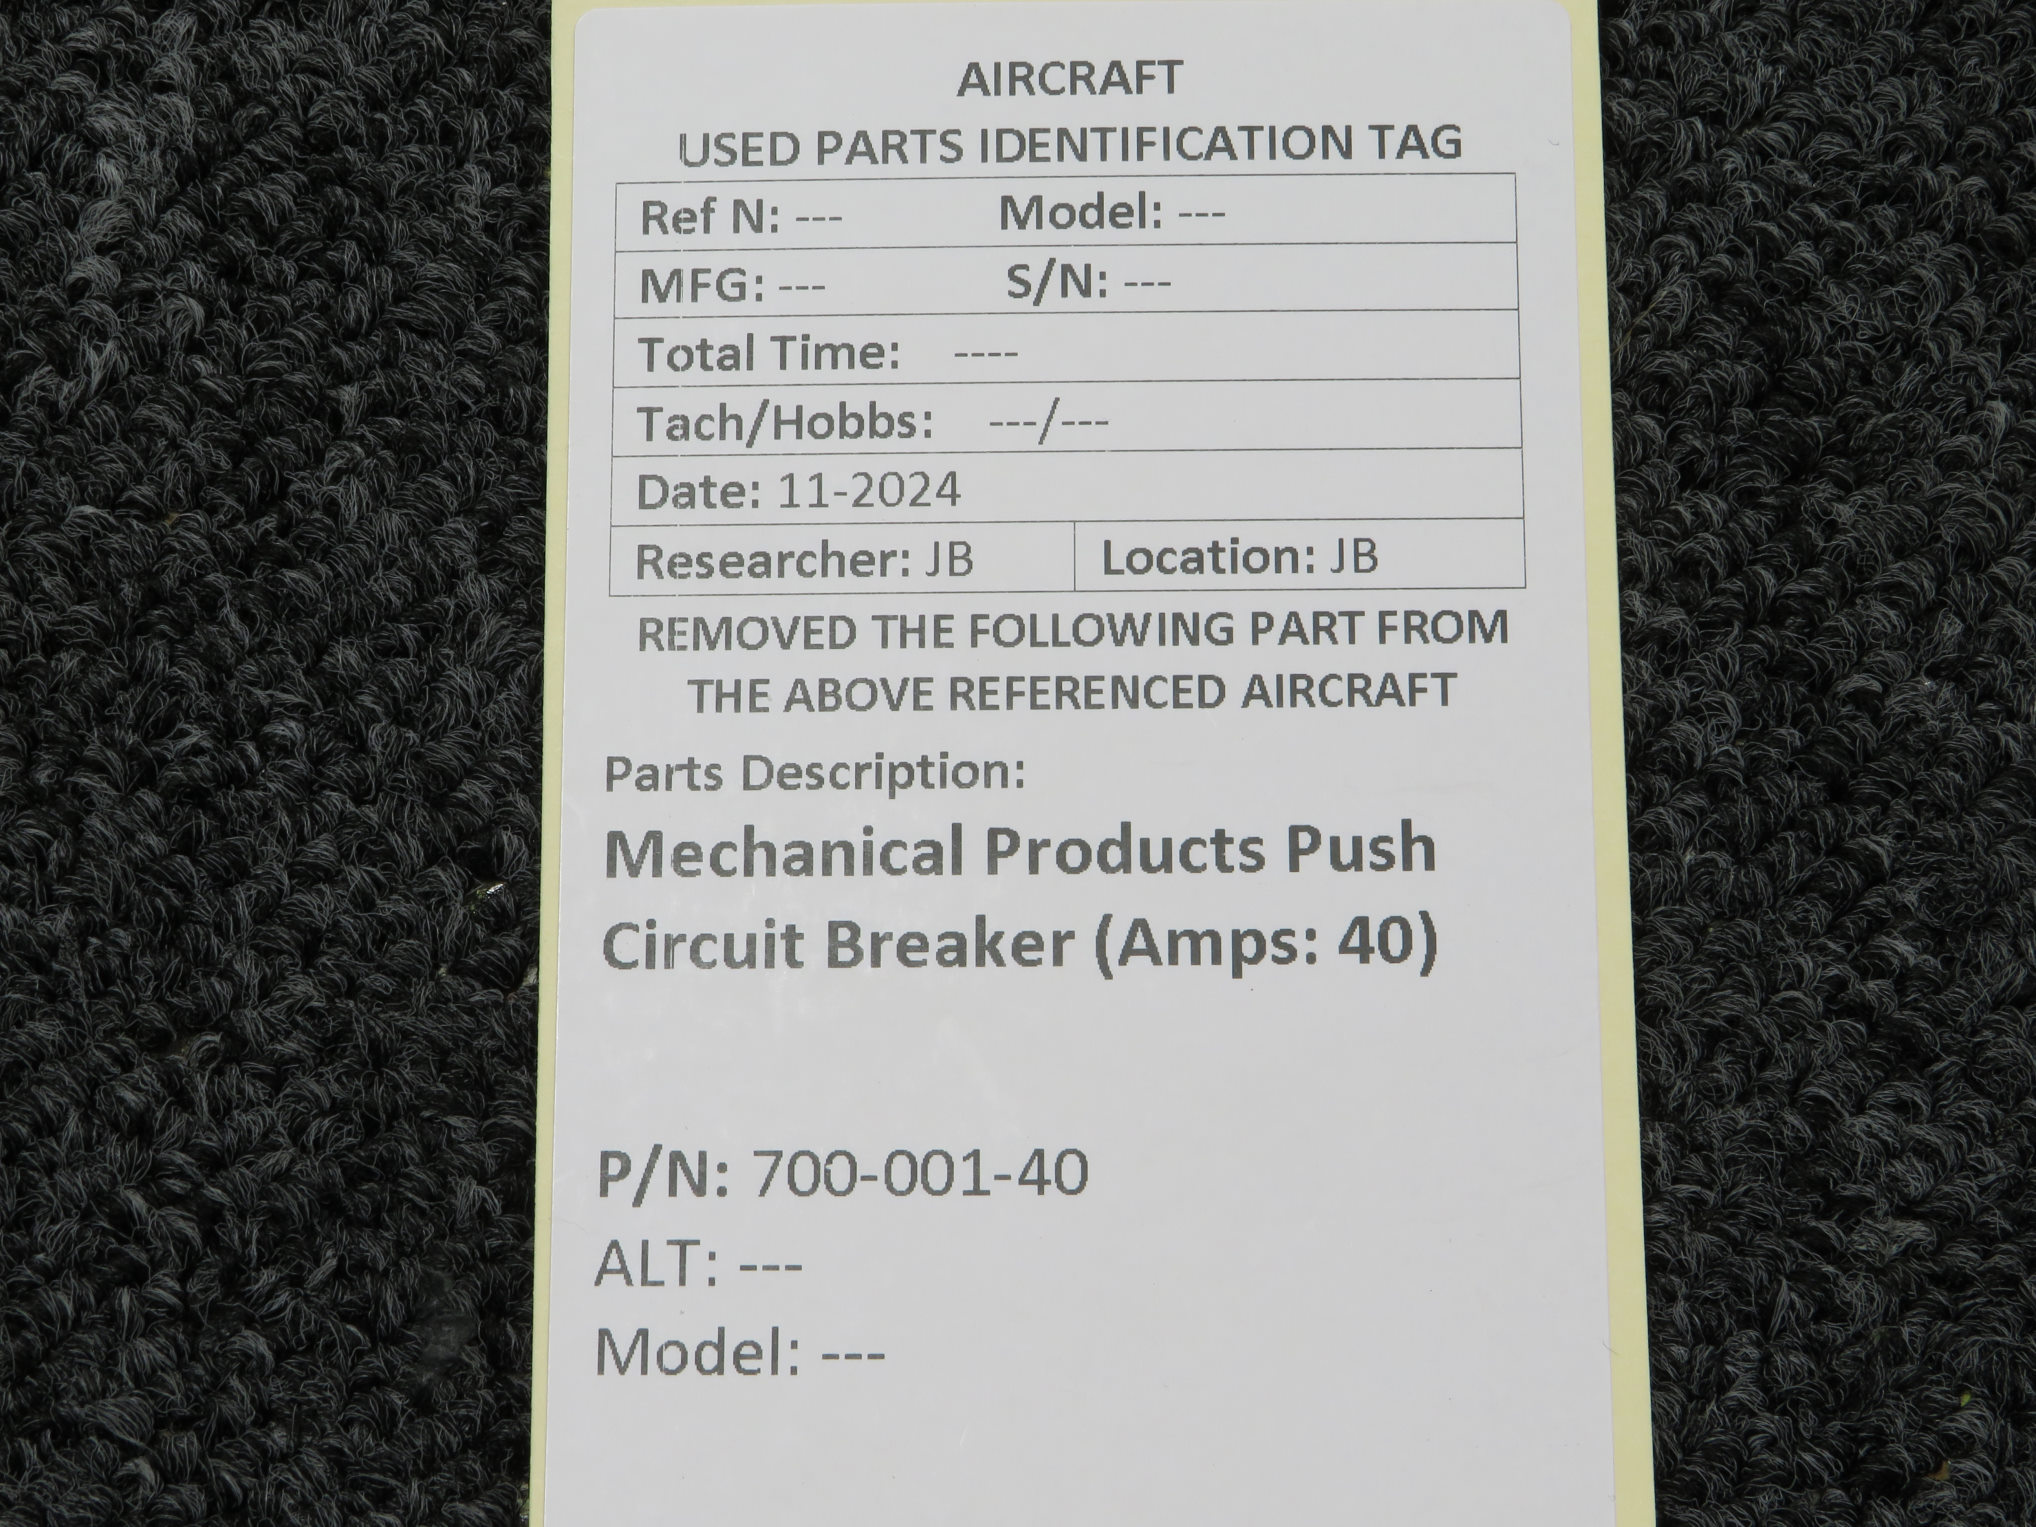 AIRCRAFT
USED PARTS IDENTIFICATION TAG
Ref N: --- Model: ---
MFG: --- S/N: ---
Total Time: ----
Tach/Hobbs: ---/---
Date: 11-2024
Researcher: JB Location: JB
REMOVED THE FOLLOWING PART FROM
THE ABOVE REFERENCED AIRCRAFT
Parts Description:
Mechanical Products Push
Circuit Breaker (Amps: 40)
P/N: 700-001-40
ALT: ---
Model: ---